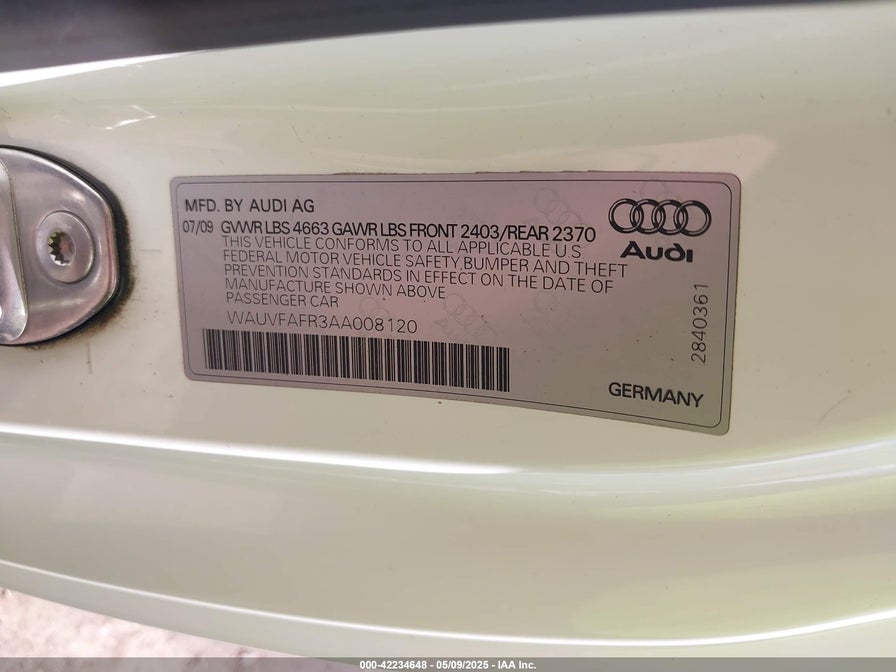 MFD. BY AUDI AG
07/09 GVWR LBS 4663 GAWR LBS FRONT 2403/REAR 2370
THIS VEHICLE CONFORMS TO ALL APPLICABLE U.S
FEDERAL MOTOR VEHICLE SAFETY,BUMPER AND THEFT
PREVENTION STANDARDS IN EFFECT ON THE DATE OF
MANUFACTURE SHOWN ABOVE
PASSENGER CAR
WAUVFAFR3AA008120
Audi
2840361
GERMANY
000-42234648 - 05/09/2025 - IAA Inc.